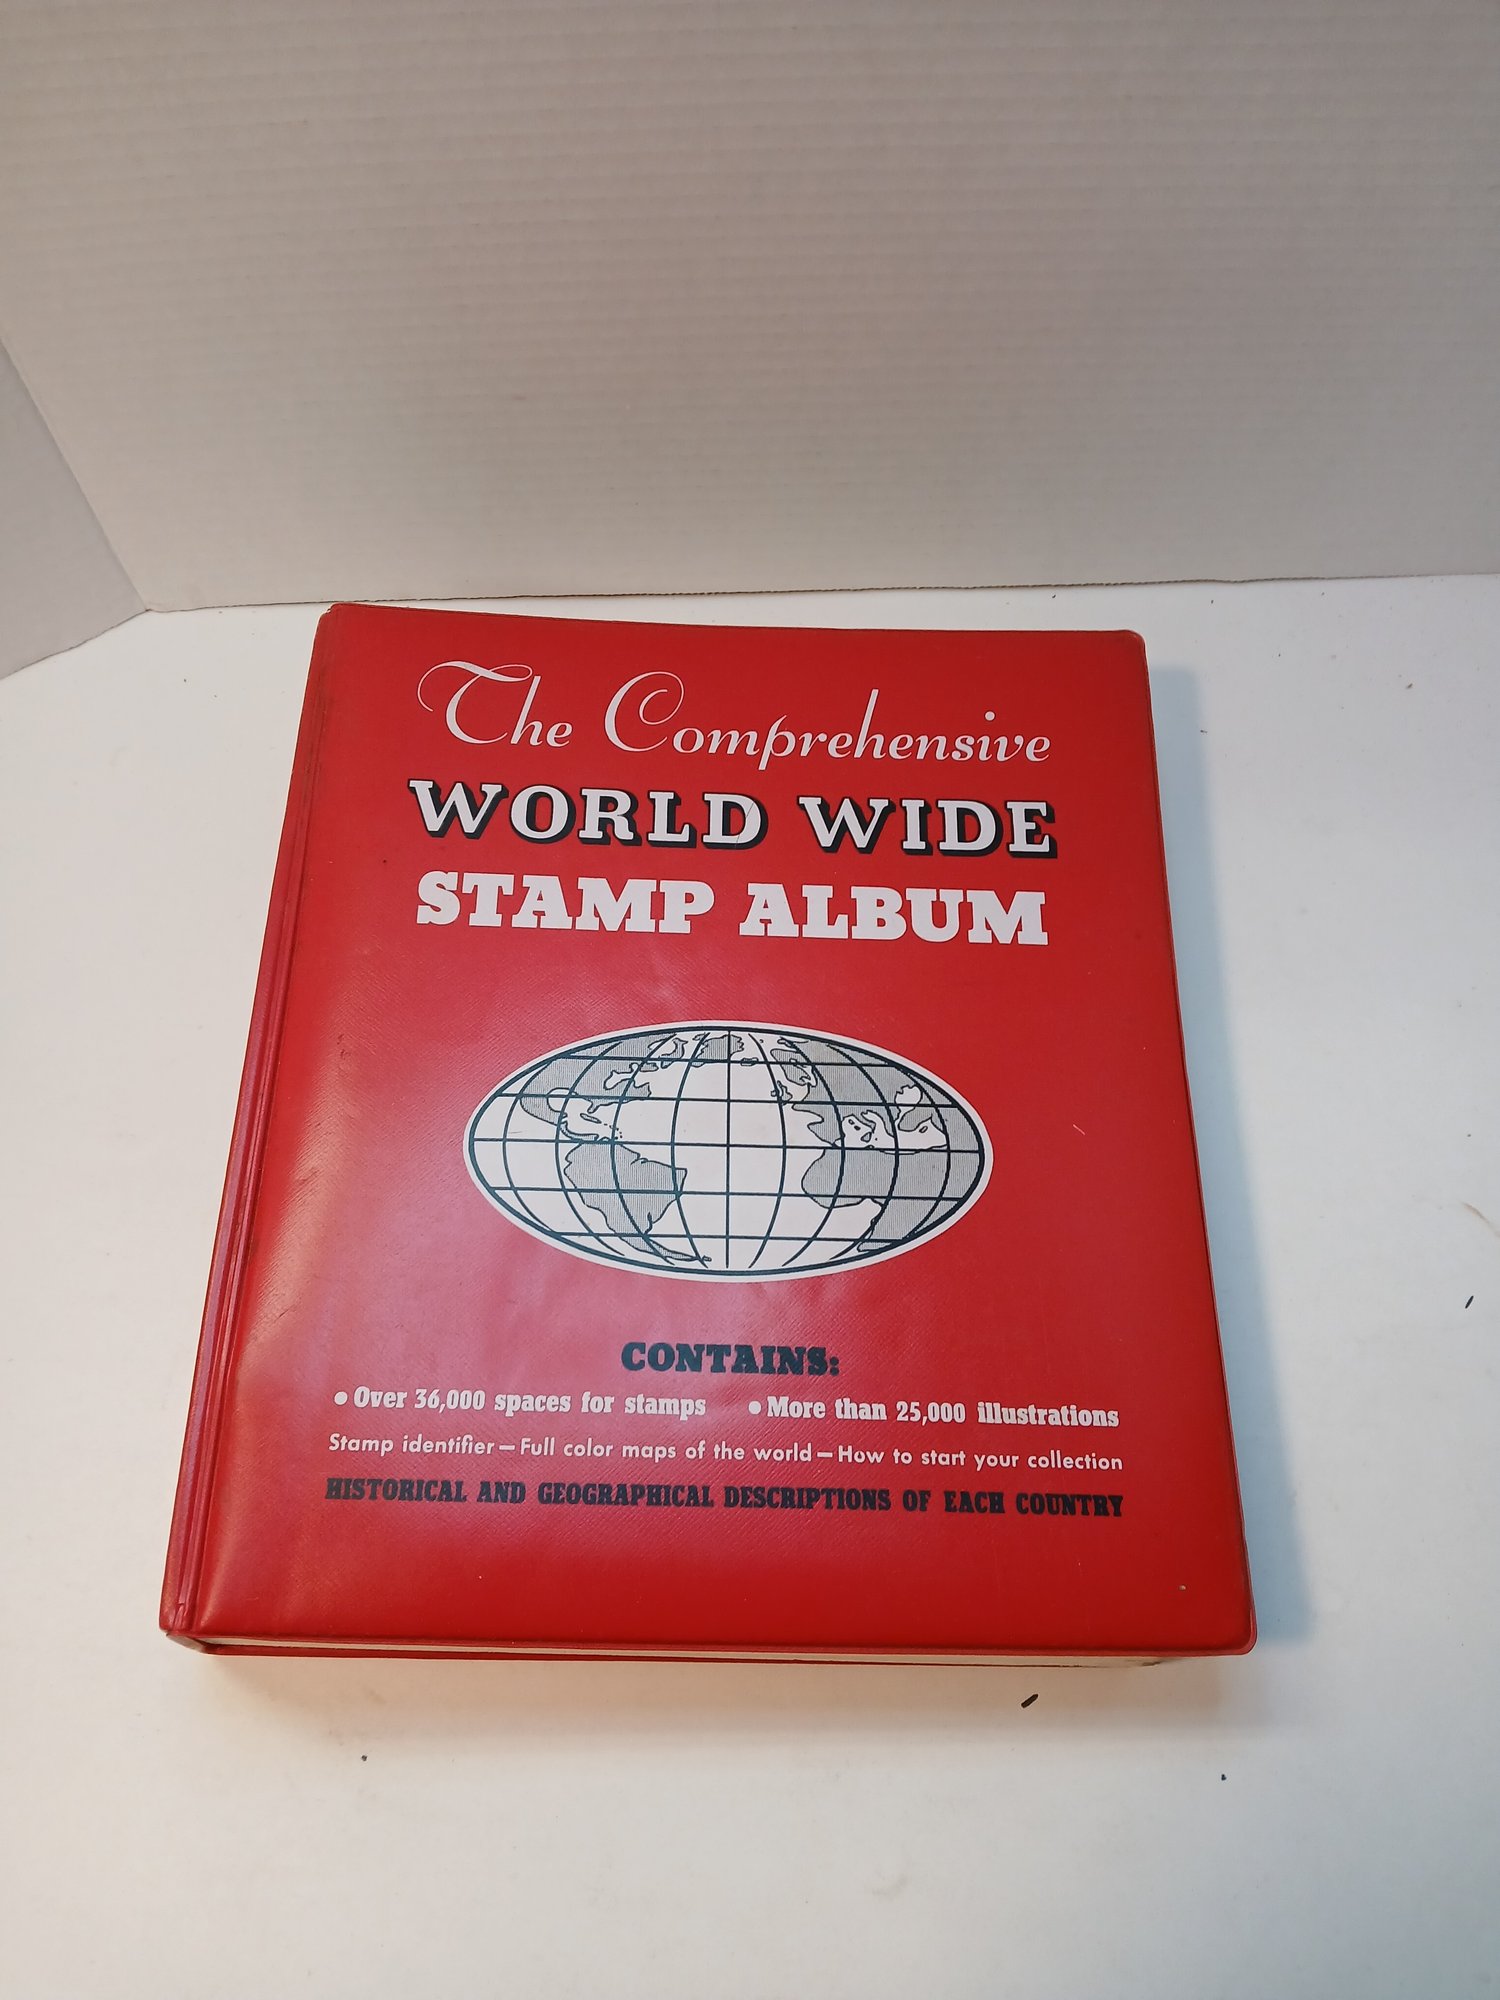 The Comprehensive
WORLD WIDE
STAMP ALBUM
CONTAINS:
• Over 36,000 spaces for stamps • More than 25,000 illustrations
Stamp identifier — Full color maps of the world — How to start your collection
HISTORICAL AND GEOGRAPHICAL DESCRIPTIONS OF EACH COUNTRY